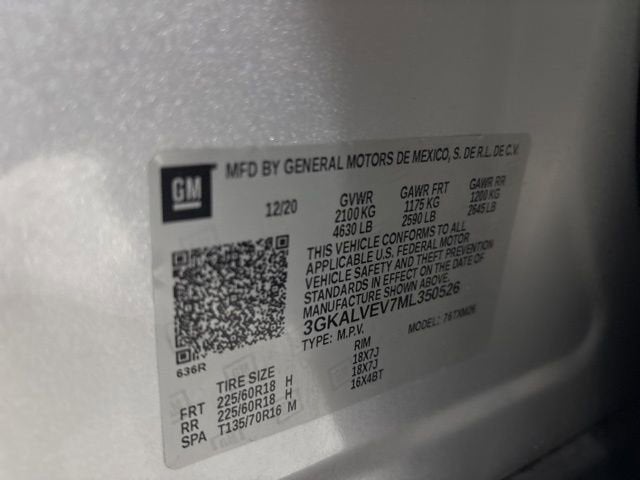 GM
MFD BY GENERAL MOTORS DE MEXICO, S. DE R.L. DE C.V.
12/20
GVWR
2100 KG
4630 LB
GAWR FRT
1175 KG
2590 LB
GAWR RR
1200 KG
2645 LB
THIS VEHICLE CONFORMS TO ALL
APPLICABLE U.S. FEDERAL MOTOR
VEHICLE SAFETY AND THEFT PREVENTION
STANDARDS IN EFFECT ON THE DATE OF
MANUFACTURE SHOWN ABOVE.
3GKALVEV7ML350526
TYPE: M.P.V.
MODEL: 76TXM26
636R
TIRE SIZE
RIM
FRT 225/60R18 H 18X7J
RR 225/60R18 H 18X7J
SPA T135/70R16 M 16X4BT